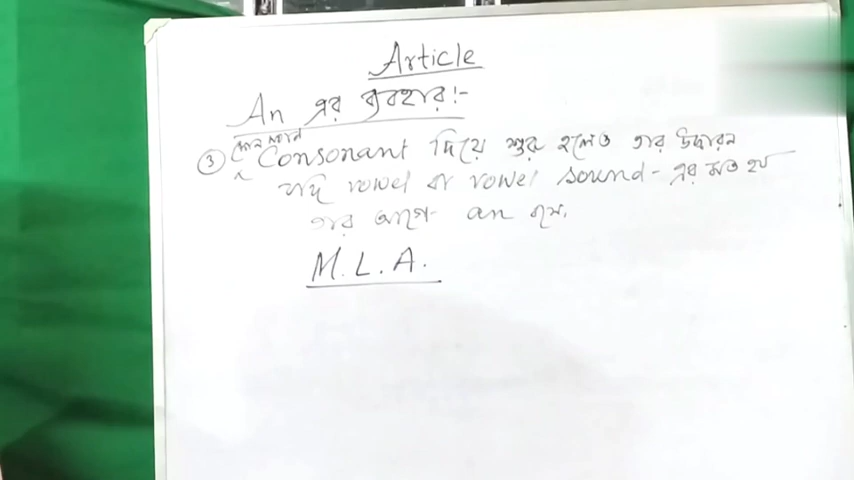 Article
An এর ব্যবহার:-
কোন শব্দ
③ Consonant দিয়ে শুরু হলেও তার উচ্চারন
যদি vowel বা vowel sound - এর মত হয়
তার আগে an বসে.
M.L.A.